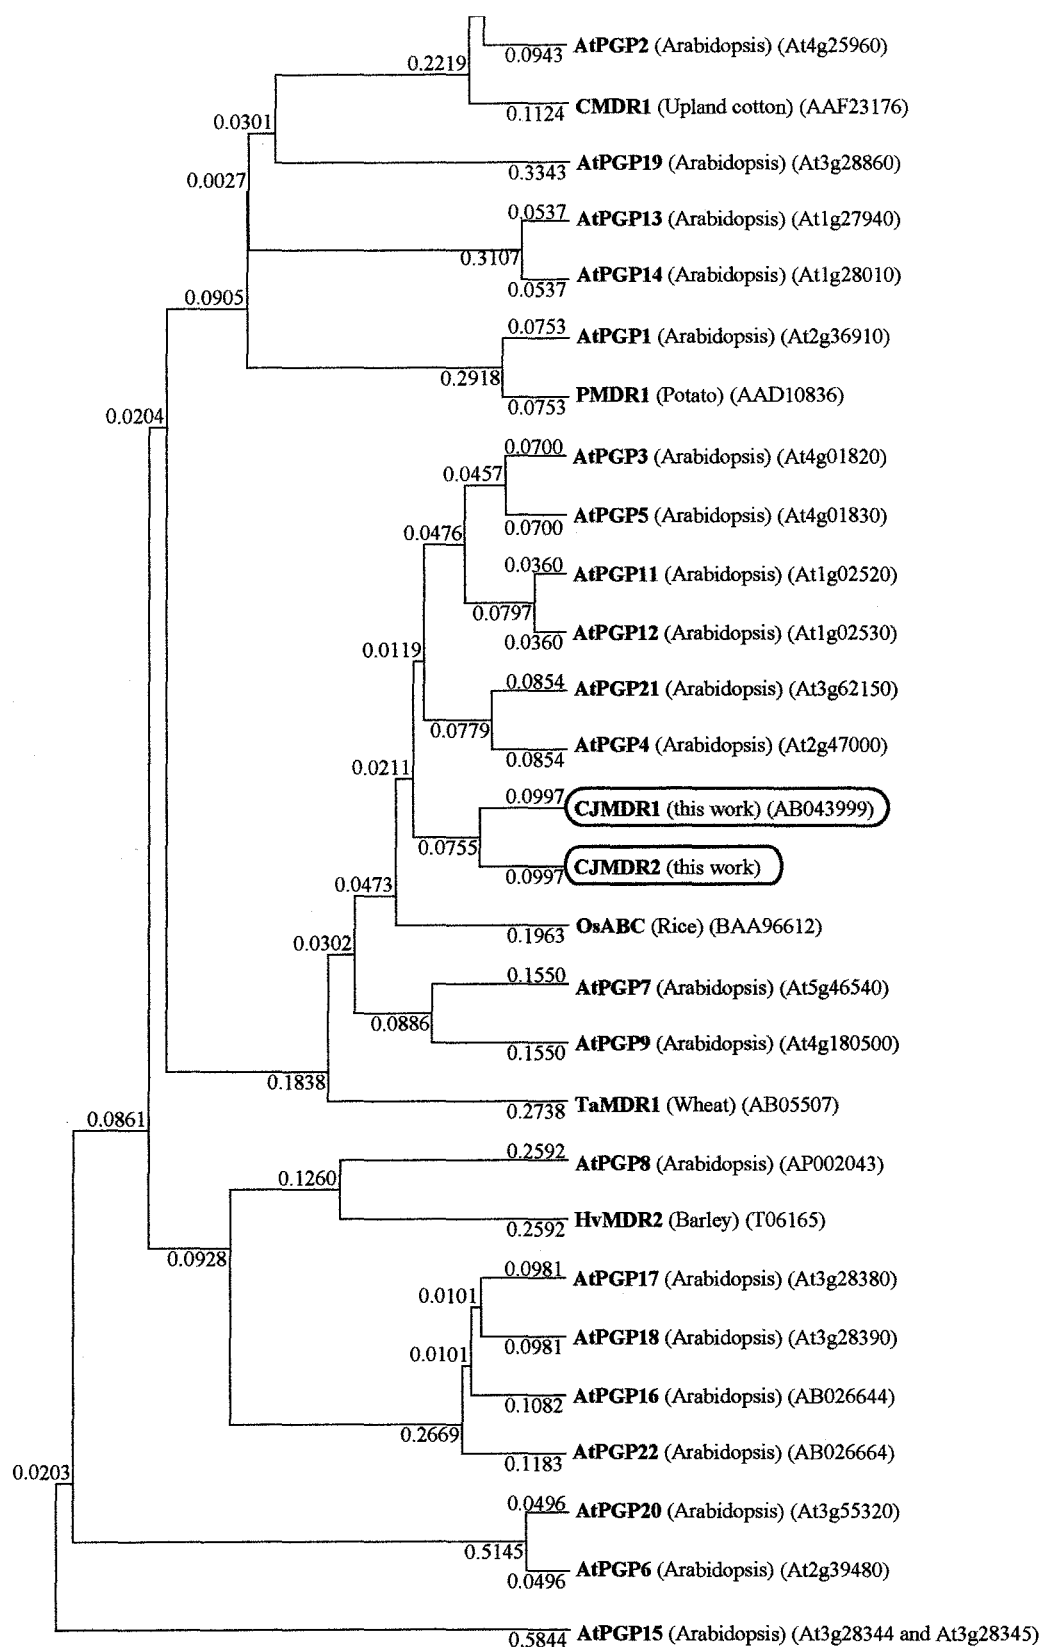 0.2219
0.0943 AtPGP2 (Arabidopsis) (At4g25960)
0.1124 CMDR1 (Upland cotton) (AAF23176)
0.0301
0.3343 AtPGP19 (Arabidopsis) (At3g28860)
0.0027
0.0537 AtPGP13 (Arabidopsis) (At1g27940)
0.3107
0.0537 AtPGP14 (Arabidopsis) (At1g28010)
0.0905
0.0753 AtPGP1 (Arabidopsis) (At2g36910)
0.2918
0.0753 PMDR1 (Potato) (AAD10836)
0.0204
0.0700 AtPGP3 (Arabidopsis) (At4g01820)
0.0457
0.0700 AtPGP5 (Arabidopsis) (At4g01830)
0.0476
0.0360 AtPGP11 (Arabidopsis) (At1g02520)
0.0797
0.0360 AtPGP12 (Arabidopsis) (At1g02530)
0.0119
0.0854 AtPGP21 (Arabidopsis) (At3g62150)
0.0779
0.0854 AtPGP4 (Arabidopsis) (At2g47000)
0.0211
0.0997 CJMDR1 (this work) (AB043999)
0.0755
0.0997 CJMDR2 (this work)
0.0473
0.1963 OsABC (Rice) (BAA96612)
0.0302
0.1550 AtPGP7 (Arabidopsis) (At5g46540)
0.0886
0.1550 AtPGP9 (Arabidopsis) (At4g180500)
0.1838
0.2738 TaMDR1 (Wheat) (AB05507)
0.0861
0.2592 AtPGP8 (Arabidopsis) (AP002043)
0.1260
0.2592 HvMDR2 (Barley) (T06165)
0.0928
0.0981 AtPGP17 (Arabidopsis) (At3g28380)
0.0101
0.0981 AtPGP18 (Arabidopsis) (At3g28390)
0.0101
0.1082 AtPGP16 (Arabidopsis) (AB026644)
0.2669
0.1183 AtPGP22 (Arabidopsis) (AB026664)
0.0203
0.0496 AtPGP20 (Arabidopsis) (At3g55320)
0.5145
0.0496 AtPGP6 (Arabidopsis) (At2g39480)
0.5844 AtPGP15 (Arabidopsis) (At3g28344 and At3g28345)